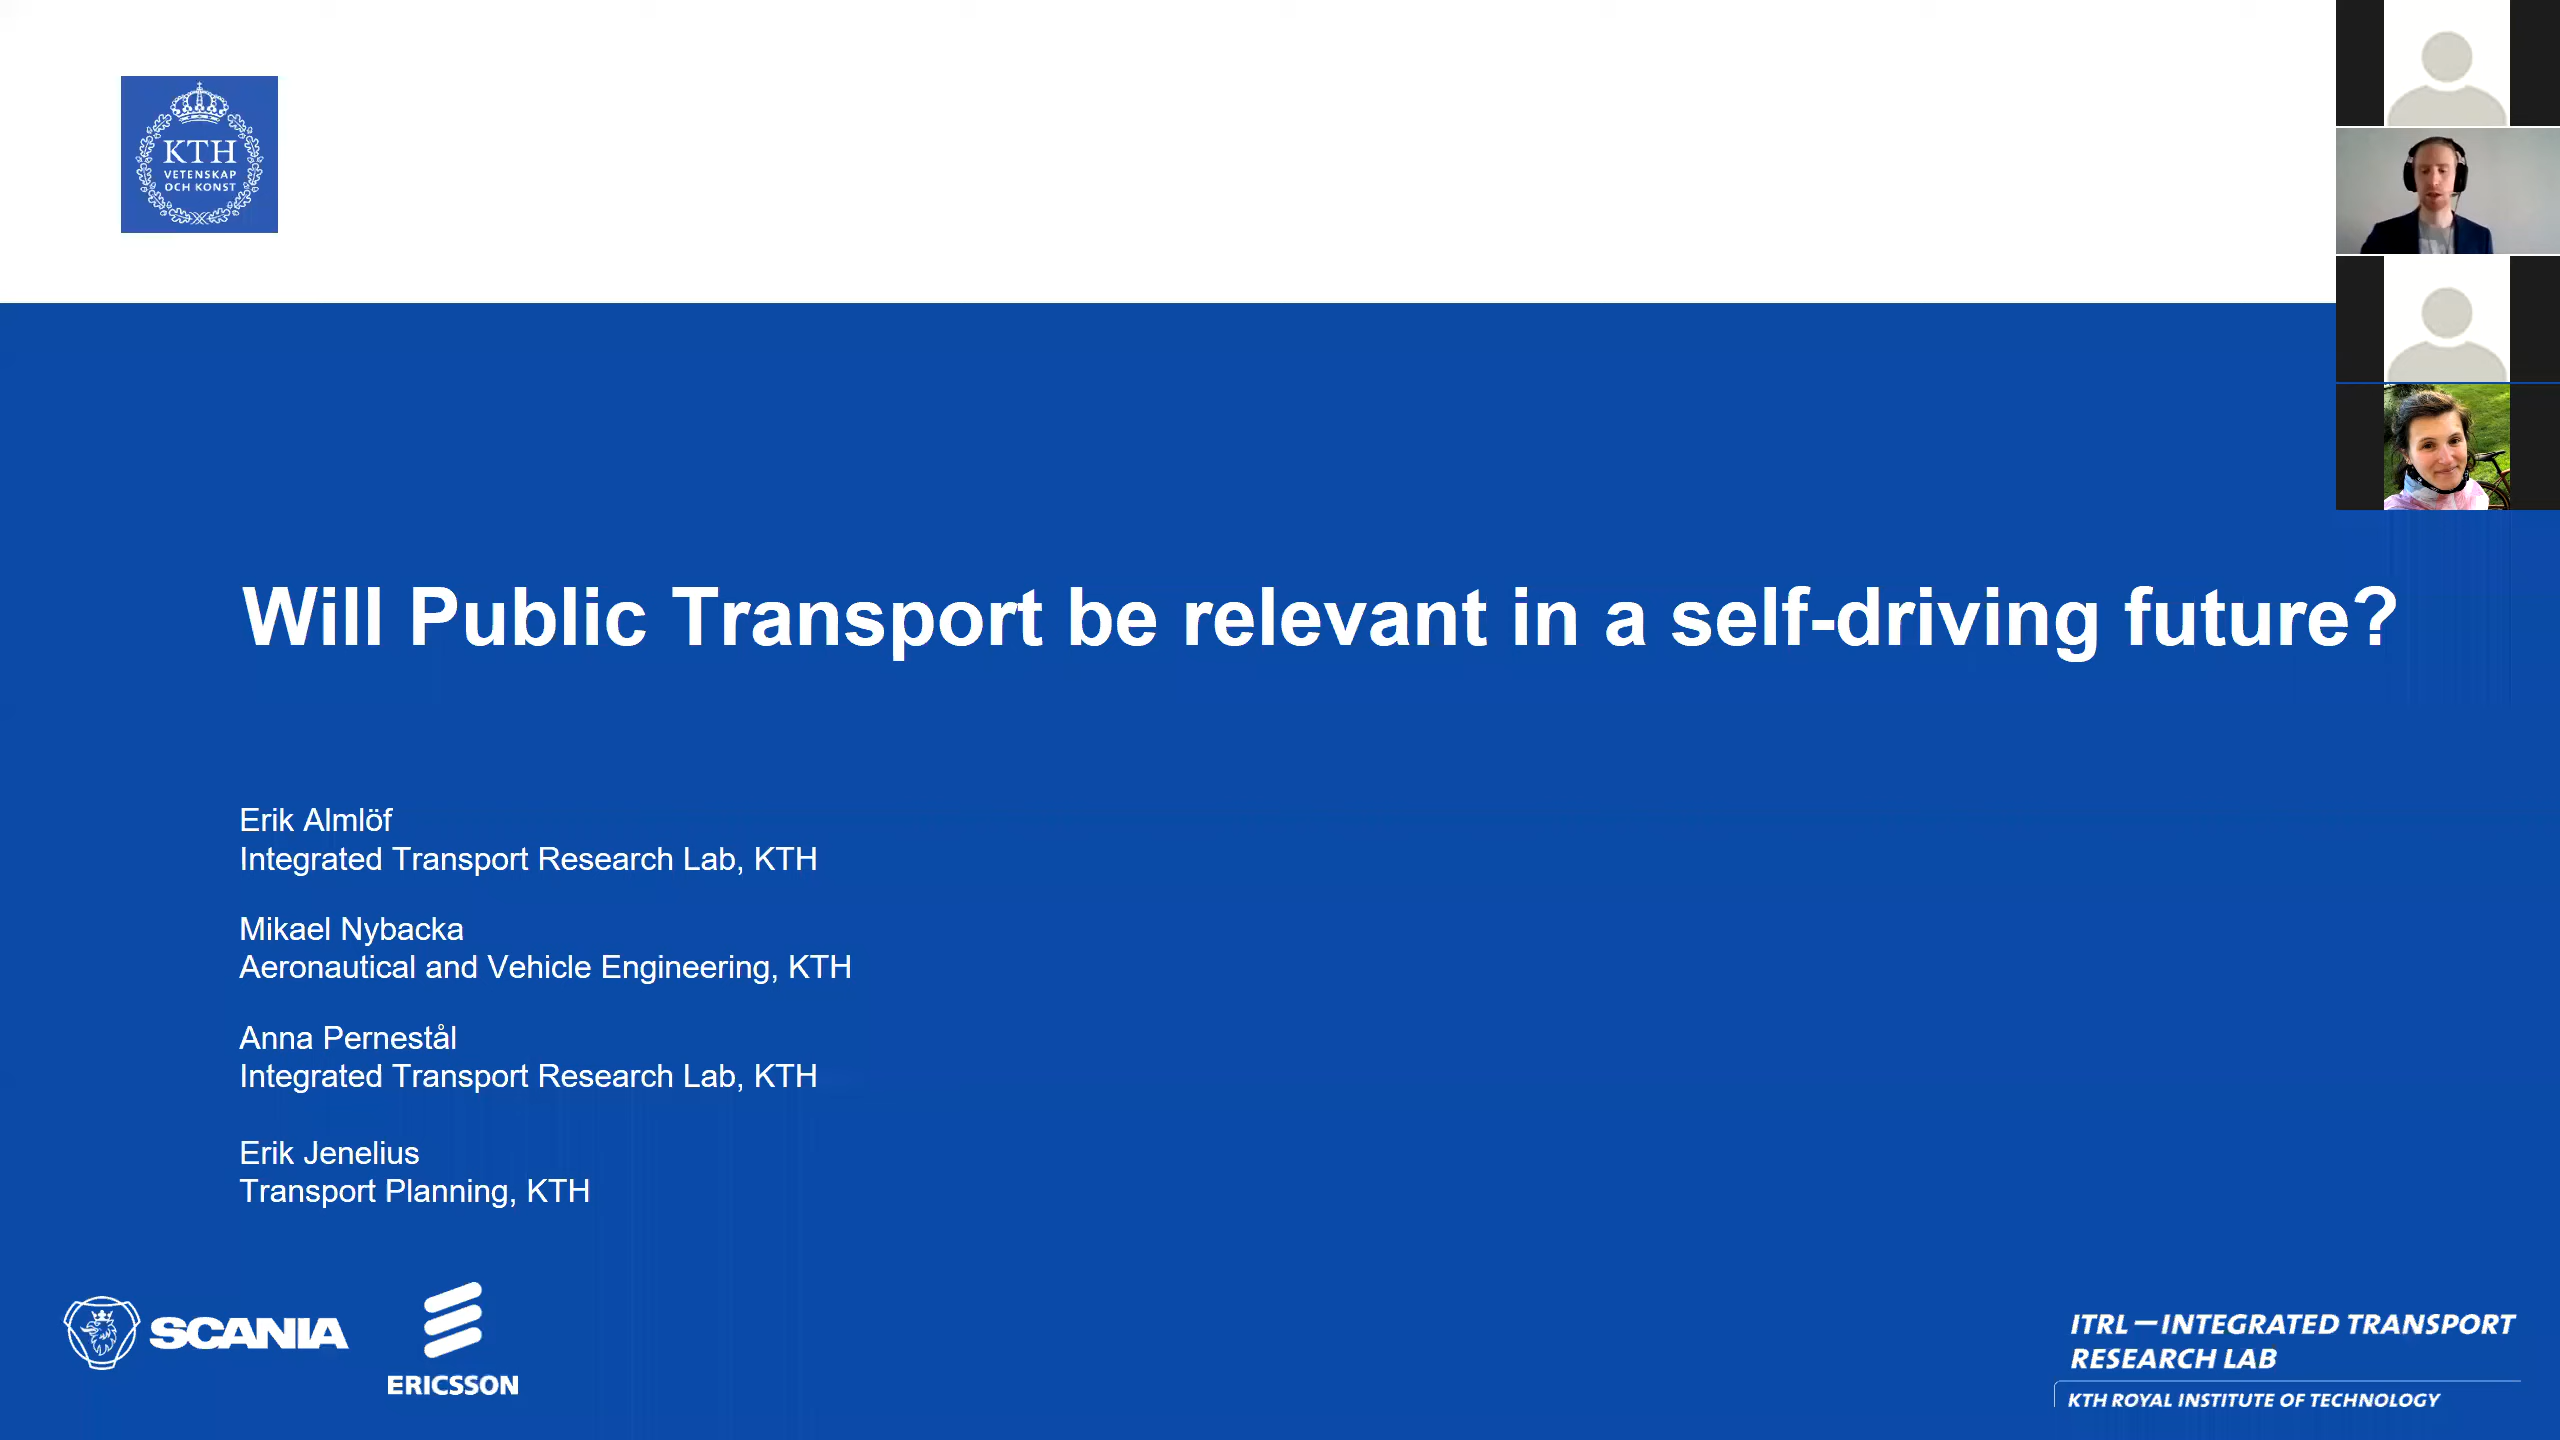 KTH
VETENSKAP
OCH KONST
Will Public Transport be relevant in a self-driving future?
Erik Almlöf
Integrated Transport Research Lab, KTH
Mikael Nybacka
Aeronautical and Vehicle Engineering, KTH
Anna Pernestål
Integrated Transport Research Lab, KTH
Erik Jenelius
Transport Planning, KTH
SCANIA
ERICSSON
ITRL – INTEGRATED TRANSPORT
RESEARCH LAB
KTH ROYAL INSTITUTE OF TECHNOLOGY